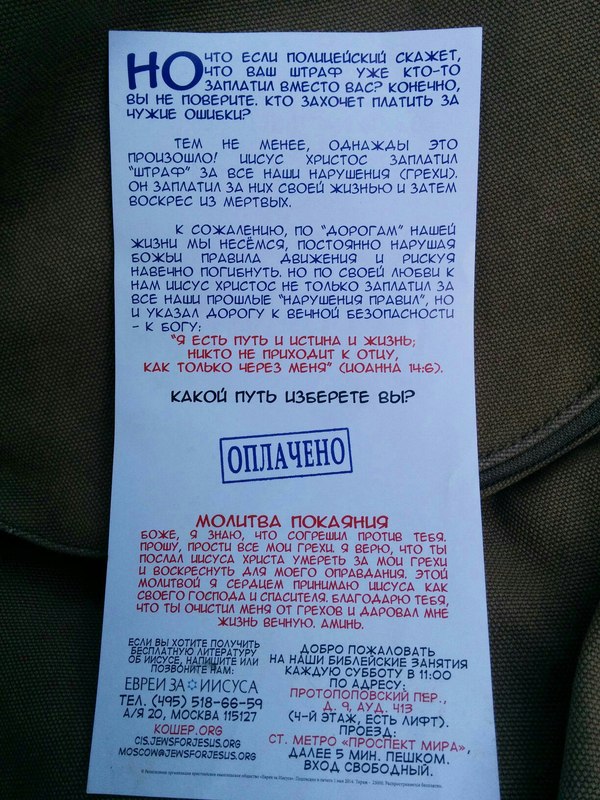 НО ЧТО ЕСЛИ ПОЛИЦЕЙСКИЙ СКАЖЕТ,
ЧТО ВАШ ШТРАФ УЖЕ КТО-ТО
ЗАПЛАТИЛ ВМЕСТО ВАС? КОНЕЧНО,
ВЫ НЕ ПОВЕРИТЕ. КТО ЗАХОЧЕТ ПЛАТИТЬ ЗА
ЧУЖИЕ ОШИБКИ?
ТЕМ НЕ МЕНЕЕ, ОДНАЖДЫ ЭТО
ПРОИЗОШЛО! ИИСУС ХРИСТОС ЗАПЛАТИЛ
"ШТРАФ" ЗА ВСЕ НАШИ НАРУШЕНИЯ (ГРЕХИ).
ОН ЗАПЛАТИЛ ЗА НИХ СВОЕЙ ЖИЗНЬЮ И ЗАТЕМ
ВОСКРЕС ИЗ МЕРТВЫХ.
К СОЖАЛЕНИЮ, ПО "ДОРОГАМ" НАШЕЙ
ЖИЗНИ МЫ НЕСЁМСЯ, ПОСТОЯННО НАРУШАЯ
БОЖЬИ ПРАВИЛА ДВИЖЕНИЯ И РИСКУЯ
НАВЕЧНО ПОГИБНУТЬ. НО ПО СВОЕЙ ЛЮБВИ К
НАМ ИИСУС ХРИСТОС НЕ ТОЛЬКО ЗАПЛАТИЛ ЗА
ВСЕ НАШИ ПРОШЛЫЕ "НАРУШЕНИЯ ПРАВИЛ", НО
И УКАЗАЛ ДОРОГУ К ВЕЧНОЙ БЕЗОПАСНОСТИ
– К БОГУ:
"Я ЕСТЬ ПУТЬ И ИСТИНА И ЖИЗНЬ;
НИКТО НЕ ПРИХОДИТ К ОТЦУ,
КАК ТОЛЬКО ЧЕРЕЗ МЕНЯ" (ИОАННА 14:6).
КАКОЙ ПУТЬ ИЗБЕРЕТЕ ВЫ?
ОПЛАЧЕНО
МОЛИТВА ПОКАЯНИЯ
БОЖЕ, Я ЗНАЮ, ЧТО СОГРЕШИЛ ПРОТИВ ТЕБЯ.
ПРОШУ, ПРОСТИ ВСЕ МОИ ГРЕХИ. Я ВЕРЮ, ЧТО ТЫ
ПОСЛАЛ ИИСУСА ХРИСТА УМЕРЕТЬ ЗА МОИ ГРЕХИ
И ВОСКРЕСНУТЬ ДЛЯ МОЕГО ОПРАВДАНИЯ. ЭТОЙ
МОЛИТВОЙ Я СЕРДЦЕМ ПРИНИМАЮ ИИСУСА КАК
СВОЕГО ГОСПОДА И СПАСИТЕЛЯ. БЛАГОДАРЮ ТЕБЯ,
ЧТО ТЫ ОЧИСТИЛ МЕНЯ ОТ ГРЕХОВ И ДАРОВАЛ МНЕ
ЖИЗНЬ ВЕЧНУЮ. АМИНЬ.
ЕСЛИ ВЫ ХОТИТЕ ПОЛУЧИТЬ
БЕСПЛАТНУЮ ЛИТЕРАТУРУ
ОБ ИИСУСЕ, НАПИШИТЕ ИЛИ
ПОЗВОНИТЕ НАМ:
ЕВРЕИ ЗА ИИСУСА
ТЕЛ. (495) 518-66-59
А/Я 20, МОСКВА 115127
КОШЕР.ORG
CIS.JEWSFORJESUS.ORG
MOSCOW@JEWSFORJESUS.ORG
ДОБРО ПОЖАЛОВАТЬ
НА НАШИ БИБЛЕЙСКИЕ ЗАНЯТИЯ
КАЖДУЮ СУББОТУ В 11:00
ПО АДРЕСУ:
ПРОТОПОПОВСКИЙ ПЕР.,
Д. 9, АУД. 413
(4-Й ЭТАЖ, ЕСТЬ ЛИФТ).
ПРОЕЗД:
СТ. МЕТРО «ПРОСПЕКТ МИРА»,
ДАЛЕЕ 5 МИН. ПЕШКОМ.
ВХОД СВОБОДНЫЙ.